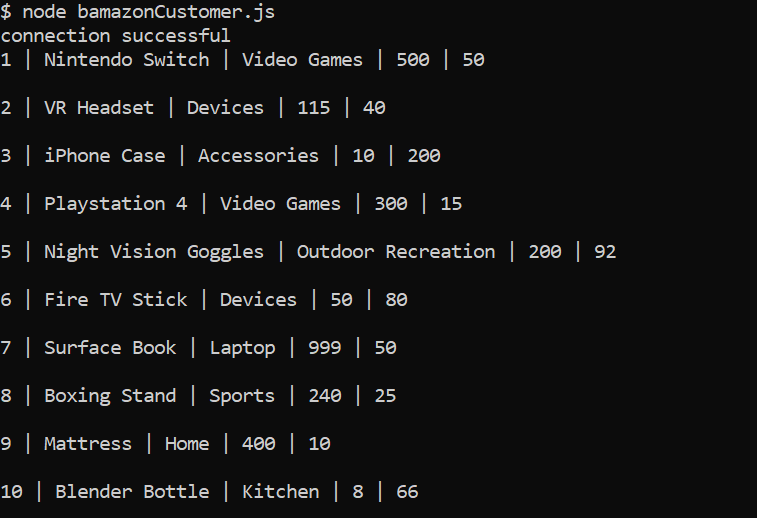 $ node bamazonCustomer.js
connection successful
1 | Nintendo Switch | Video Games | 500 | 50
2 | VR Headset | Devices | 115 | 40
3 | iPhone Case | Accessories | 10 | 200
4 | Playstation 4 | Video Games | 300 | 15
5 | Night Vision Goggles | Outdoor Recreation | 200 | 92
6 | Fire TV Stick | Devices | 50 | 80
7 | Surface Book | Laptop | 999 | 50
8 | Boxing Stand | Sports | 240 | 25
9 | Mattress | Home | 400 | 10
10 | Blender Bottle | Kitchen | 8 | 66